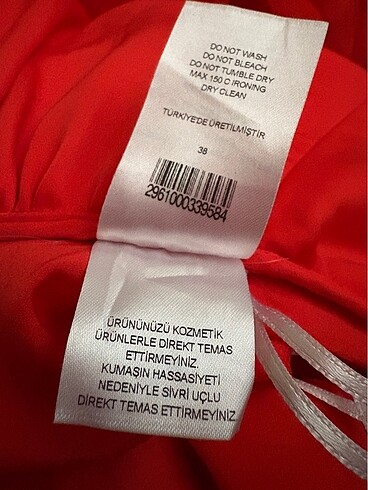 DO NOT WASH
DO NOT BLEACH
DO NOT TUMBLE DRY
MAX 150 C IRONING
DRY CLEAN
TÜRKİYE'DE ÜRETİLMİŞTİR
38
2961000339584
ÜRÜNÜNÜZÜ KOZMETİK
ÜRÜNLERLE DİREKT TEMAS
ETTİRMEYİNİZ.
KUMAŞIN HASSASİYETİ
NEDENİYLE SİVRİ UÇLU
DİREKT TEMAS ETTİRMEYİNİZ